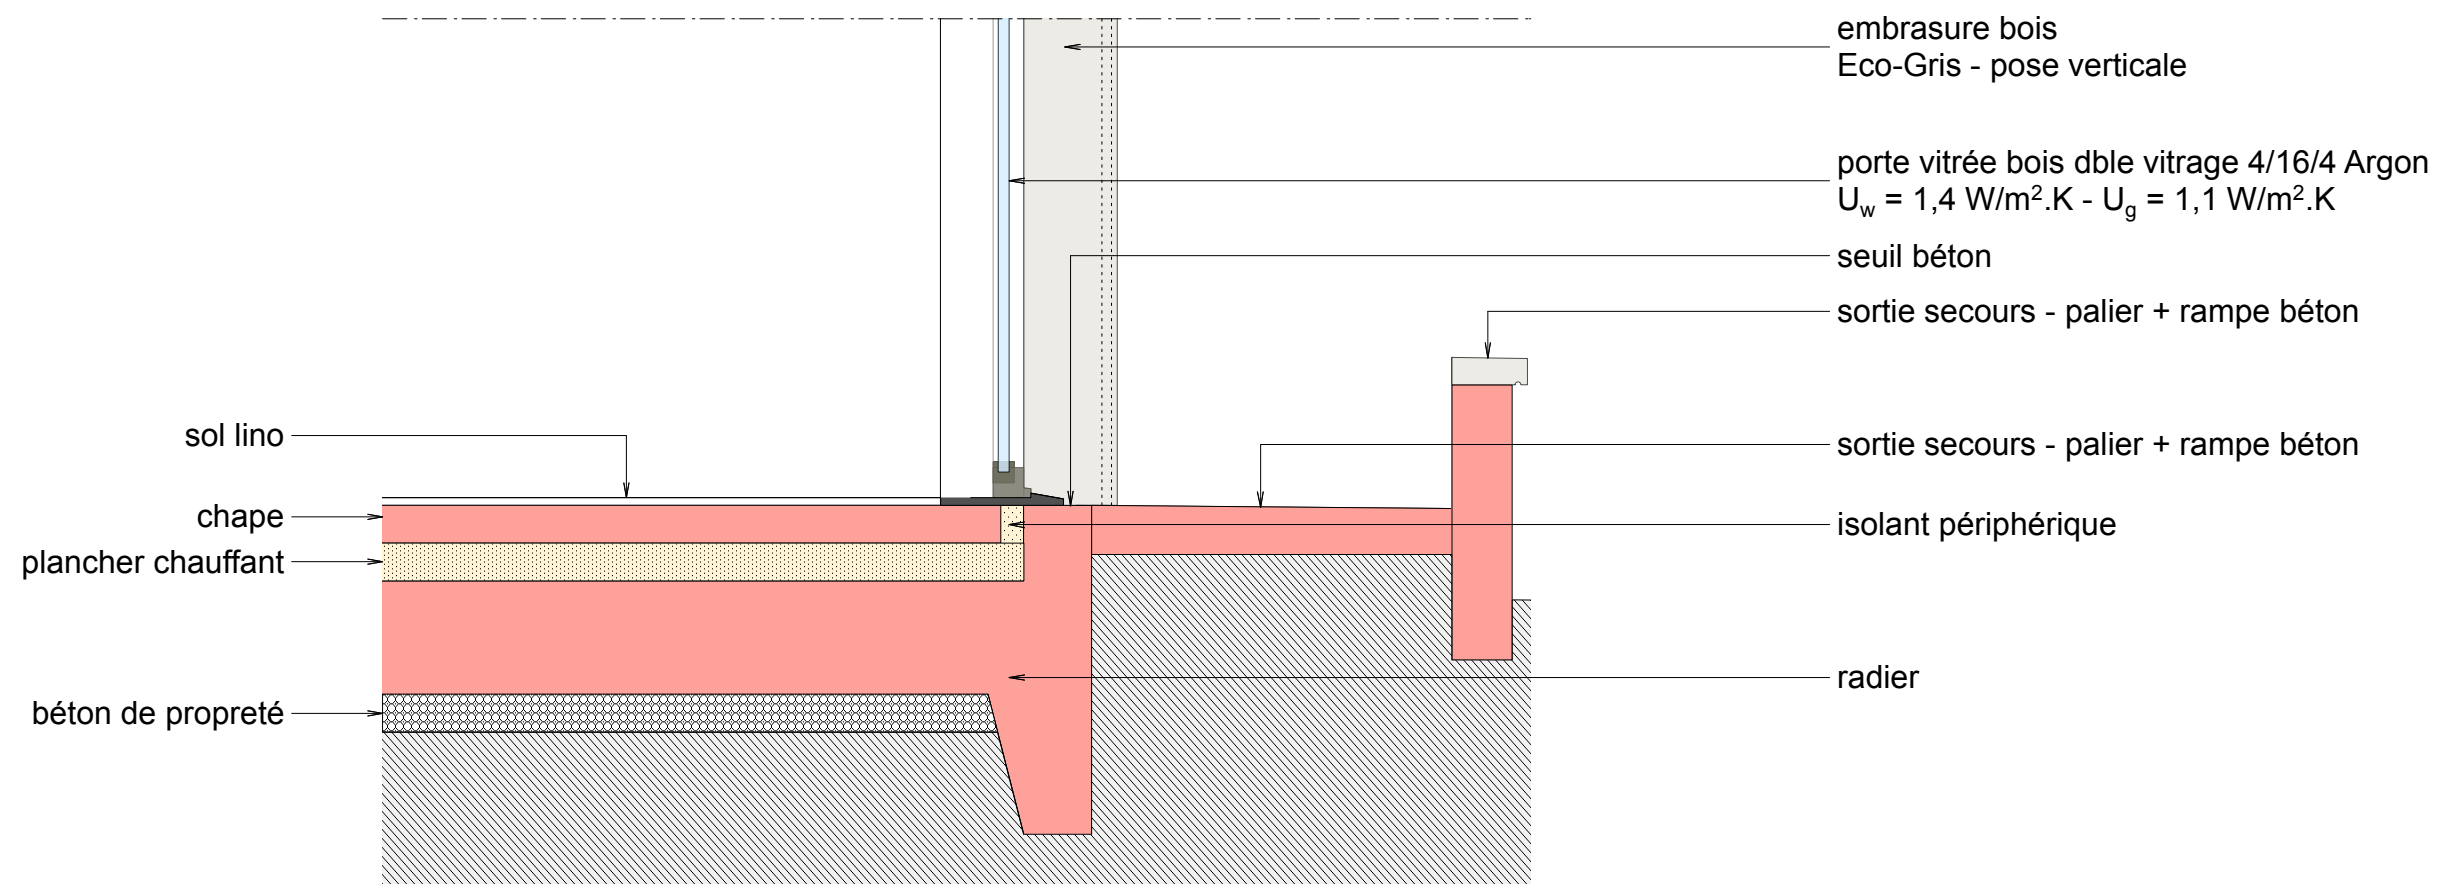 embrasure bois
Eco-Gris - pose verticale
porte vitrée bois dble vitrage 4/16/4 Argon
U_w = 1,4 W/m².K - U_g = 1,1 W/m².K
seuil béton
sortie secours - palier + rampe béton
sol lino
sortie secours - palier + rampe béton
chape
isolant périphérique
plancher chauffant
radier
béton de propreté